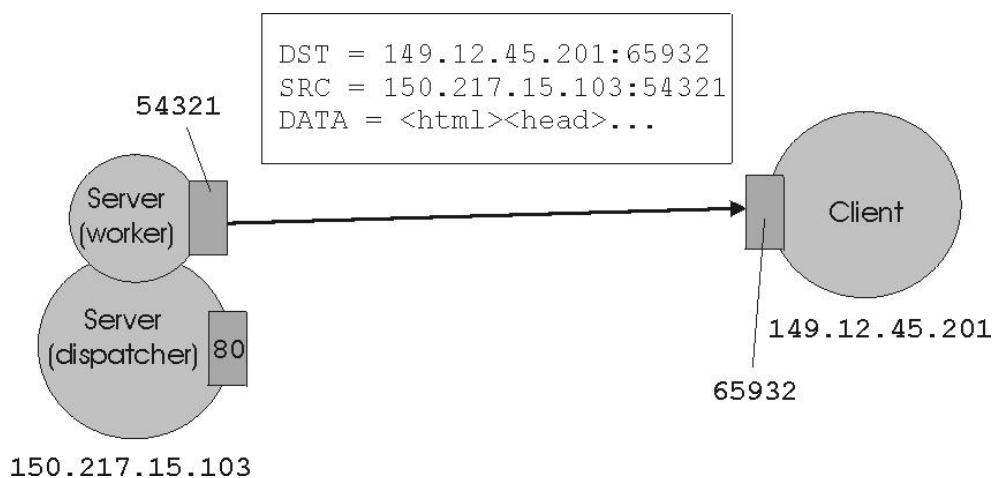 DST = 149.12.45.201:65932
SRC = 150.217.15.103:54321
DATA = <html><head>...
54321
Server
(worker)
Client
Server
(dispatcher)
80
149.12.45.201
65932
150.217.15.103